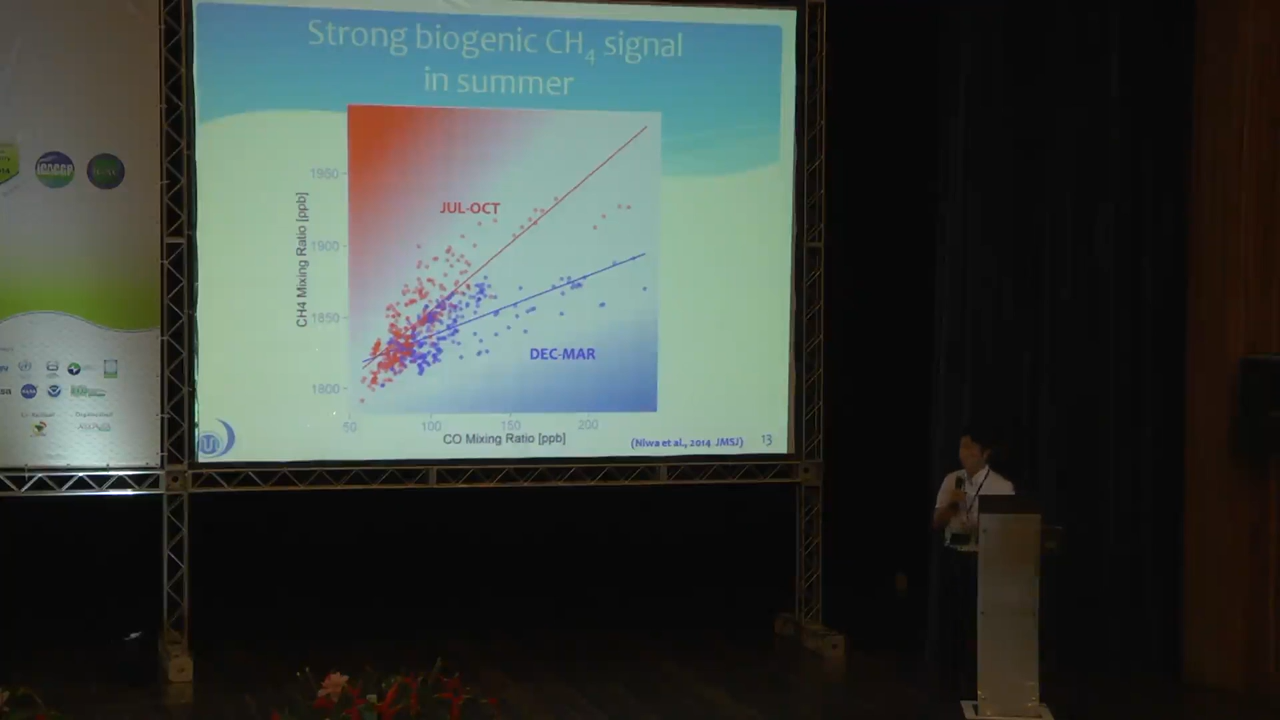 Strong biogenic CH4 signal
in summer
1950
1900
1850
1800
CH4 Mixing Ratio [ppb]
JUL-OCT
DEC-MAR
50
100
150
200
CO Mixing Ratio [ppb]
(Niwa et al., 2014 JMSJ)
13